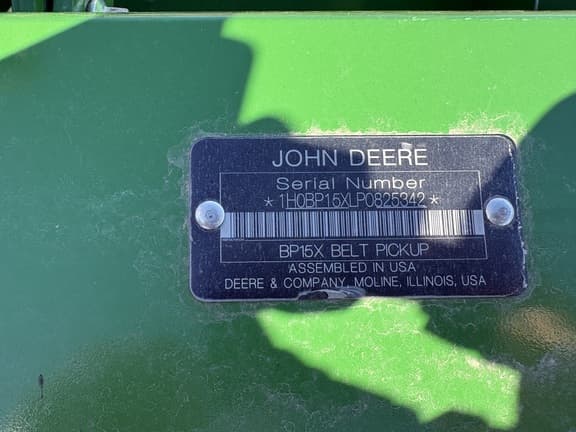 JOHN DEERE
Serial Number
*1H0BP15XLP0825342*
BP15X BELT PICKUP
ASSEMBLED IN USA
DEERE & COMPANY, MOLINE, ILLINOIS, USA